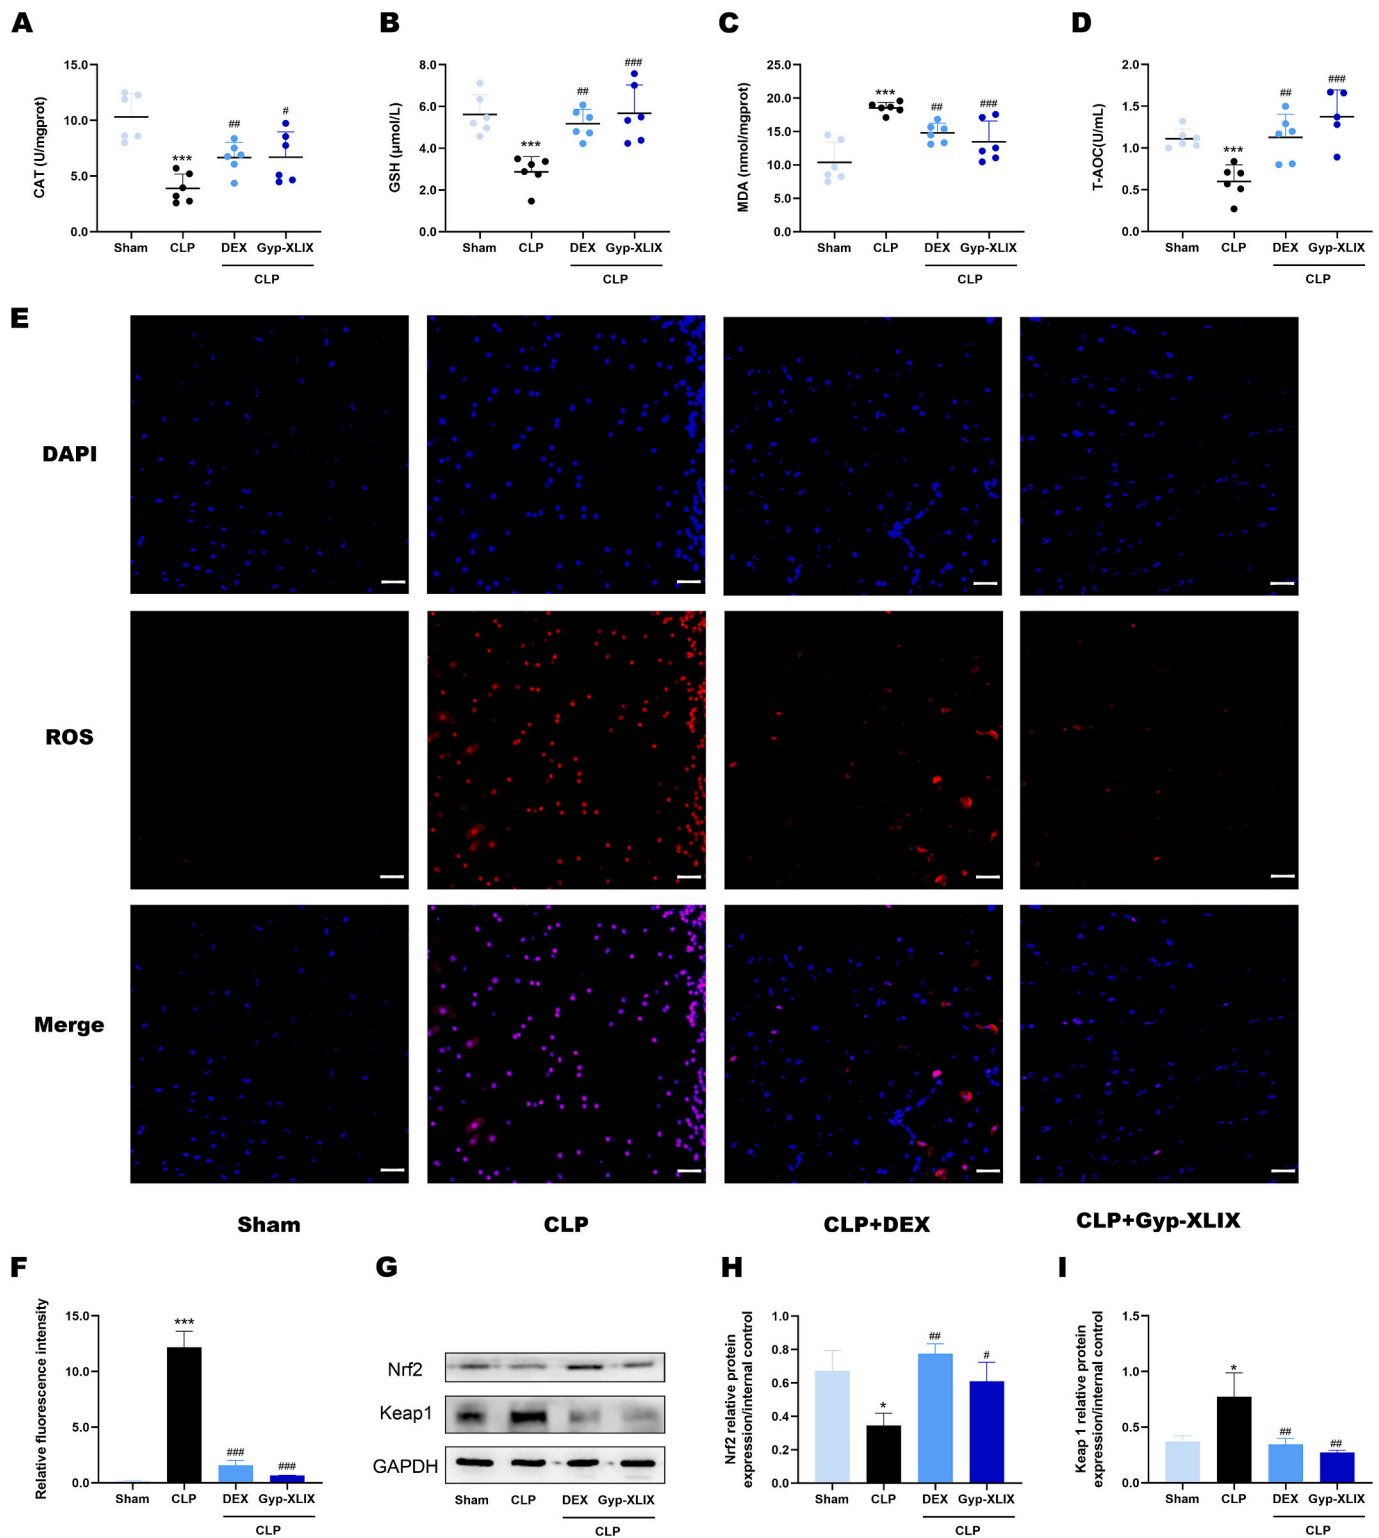 A
B
C
D
CAT (U/mgprot)
15.0
10.0
5.0
0.0
***
##
#
Sham
CLP
DEX
Gyp-XLIX
CLP
GSH (μmol/L)
8.0
6.0
4.0
2.0
0.0
***
##
###
Sham
CLP
DEX
Gyp-XLIX
CLP
MDA (nmol/mgprot)
25.0
20.0
15.0
10.0
5.0
0.0
***
##
###
Sham
CLP
DEX
Gyp-XLIX
CLP
T-AOC(U/mL)
2.0
1.5
1.0
0.5
0.0
***
##
###
Sham
CLP
DEX
Gyp-XLIX
CLP
E
DAPI
ROS
Merge
Sham
CLP
CLP+DEX
CLP+Gyp-XLIX
F
G
H
I
Relative fluorescence intensity
15.0
10.0
5.0
0.0
***
###
###
Sham
CLP
DEX
Gyp-XLIX
CLP
Nrf2
Keap1
GAPDH
Sham
CLP
DEX
Gyp-XLIX
CLP
Nrf2 relative protein
expression/internal control
1.0
0.8
0.6
0.4
0.2
0.0
*
##
#
Sham
CLP
DEX
Gyp-XLIX
CLP
Keap 1 relative protein
expression/internal control
1.5
1.0
0.5
0.0
*
##
##
Sham
CLP
DEX
Gyp-XLIX
CLP